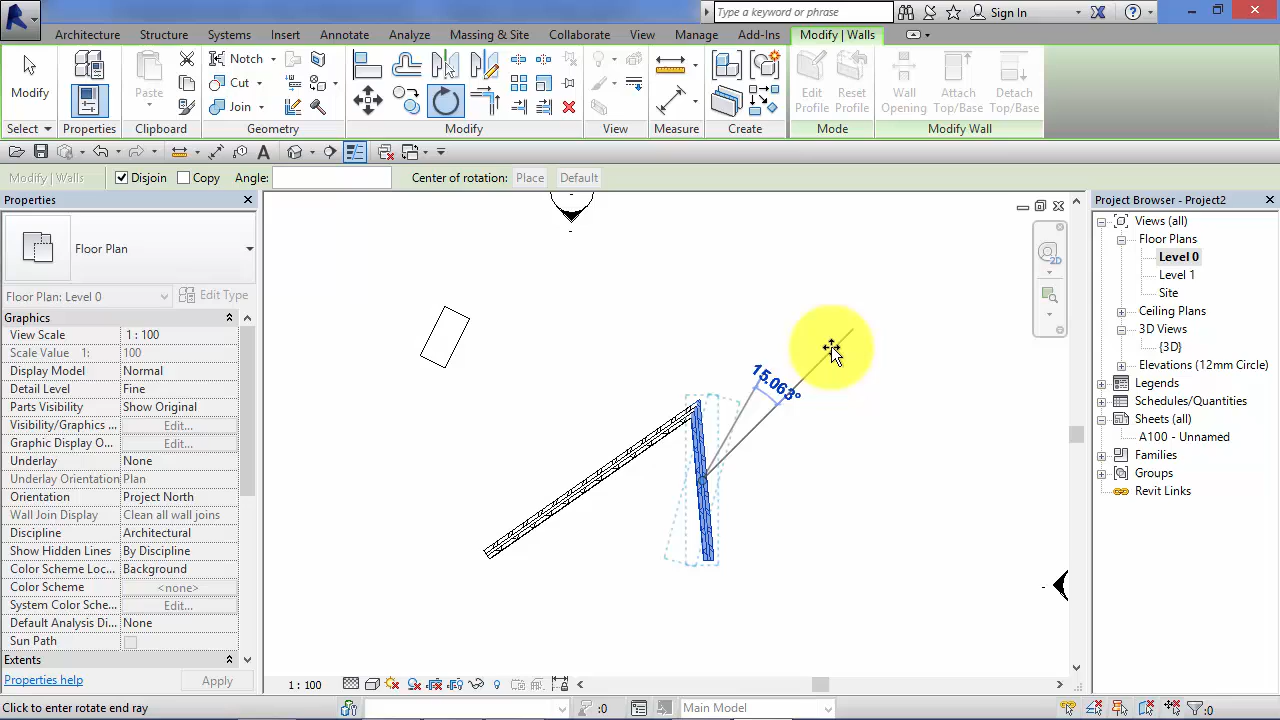 Type a keyword or phrase
Sign In
Architecture
Structure
Systems
Insert
Annotate
Analyze
Massing & Site
Collaborate
View
Manage
Add-Ins
Modify | Walls
Modify
Properties
Paste
Clipboard
Notch
Cut
Join
Geometry
Modify
View
Measure
Create
Edit Profile
Reset Profile
Mode
Wall Opening
Attach Top/Base
Detach Top/Base
Modify Wall
Select
Modify | Walls
Disjoin
Copy
Angle:
Center of rotation:
Place
Default
Properties
Floor Plan
Floor Plan: Level 0
Edit Type
Graphics
View Scale 1 : 100
Scale Value 1: 100
Display Model Normal
Detail Level Fine
Parts Visibility Show Original
Visibility/Graphics ... Edit...
Graphic Display O... Edit...
Underlay None
Underlay Orientation Plan
Orientation Project North
Wall Join Display Clean all wall joins
Discipline Architectural
Show Hidden Lines By Discipline
Color Scheme Loc... Background
Color Scheme <none>
System Color Sche... Edit...
Default Analysis Di... None
Sun Path
Extents
Properties help
Apply
15.063°
2D
1 : 100
Project Browser - Project2
Views (all)
Floor Plans
Level 0
Level 1
Site
Ceiling Plans
3D Views
{3D}
Elevations (12mm Circle)
Legends
Schedules/Quantities
Sheets (all)
A100 - Unnamed
Families
Groups
Revit Links
Click to enter rotate end ray
:0
Main Model
:0